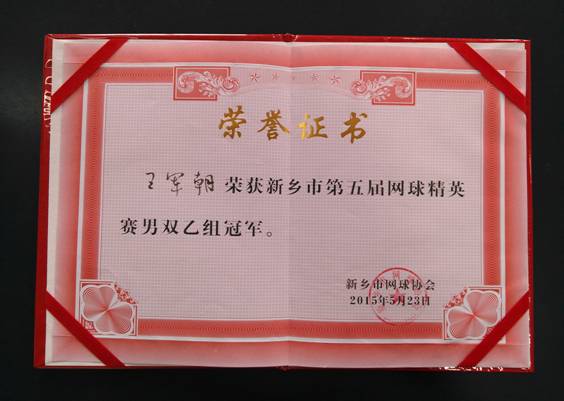 荣誉证书
王军朝 荣获新乡市第五届网球精英
赛男双乙组冠军。
新乡市网球协会
2015年5月23日